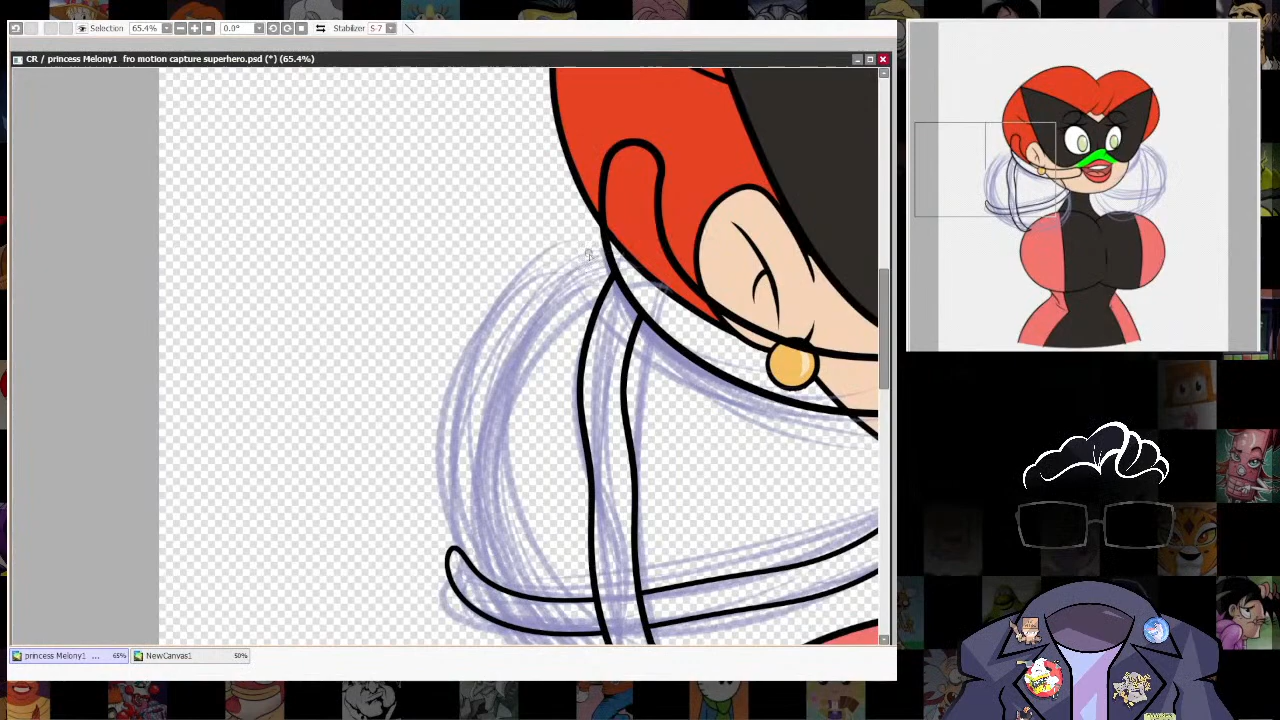 Selection 65.4% 0.0° Stabilizer S-7
CR / princess Melony1 fro motion capture superhero.psd (*) (65.4%)
princess Melony1 ... 65% NewCanvas1 50%